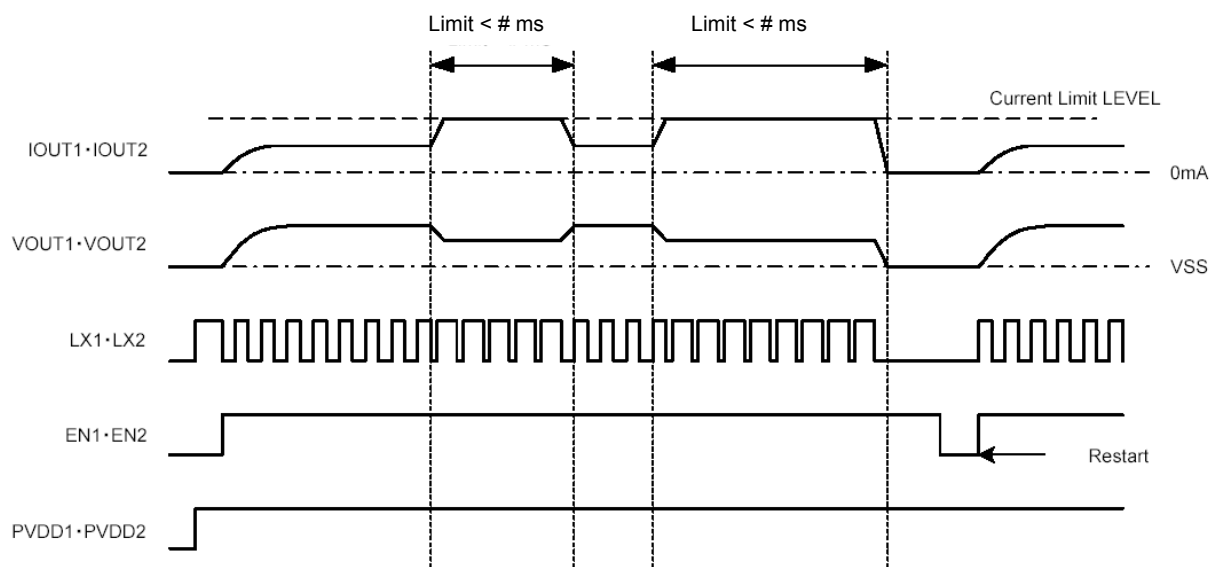 Limit < # ms
Limit < # ms
Current Limit LEVEL
IOUT1•IOUT2
0mA
VOUT1•VOUT2
VSS
LX1•LX2
EN1•EN2
Restart
PVDD1•PVDD2